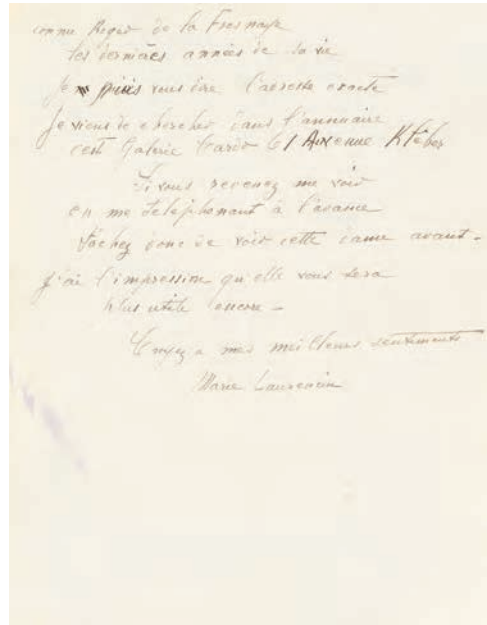 connu Roger de la Fresnaye
les dernières années de sa vie
Je puis vous dire l'adresse exacte
Je viens de chercher dans l'annuaire
c'est Galerie Cardo 61 Avenue Kléber
Si vous revenez me voir
en me téléphonant à l'avance
tâchez donc de voir cette dame avant -
j'ai l'impression qu'elle vous sera
plus utile encore -
Croyez à mes meilleurs sentiments
Marie Laurencin